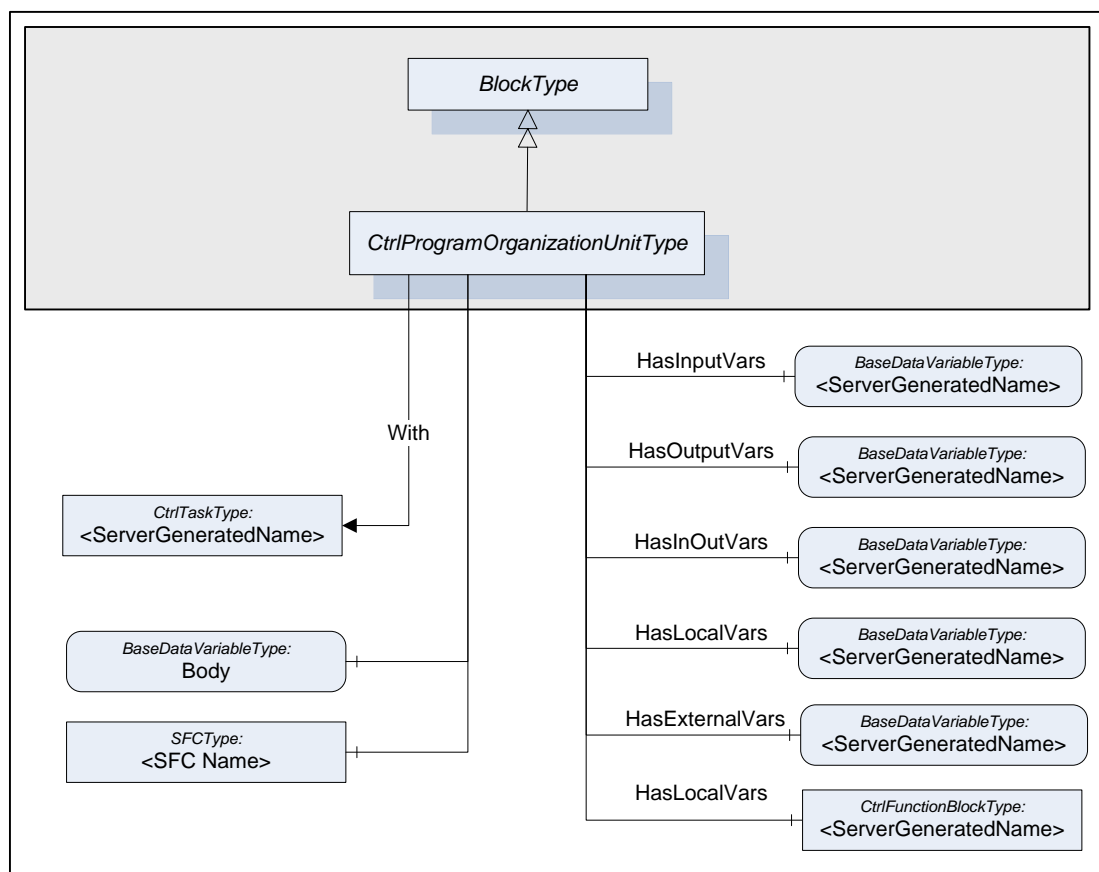 BlockType
CtrlProgramOrganizationUnitType
With
CtrlTaskType:
<ServerGeneratedName>
BaseDataVariableType:
Body
SFCType:
<SFC Name>
HasInputVars
BaseDataVariableType:
<ServerGeneratedName>
HasOutputVars
BaseDataVariableType:
<ServerGeneratedName>
HasInOutVars
BaseDataVariableType:
<ServerGeneratedName>
HasLocalVars
BaseDataVariableType:
<ServerGeneratedName>
HasExternalVars
BaseDataVariableType:
<ServerGeneratedName>
HasLocalVars
CtrlFunctionBlockType:
<ServerGeneratedName>